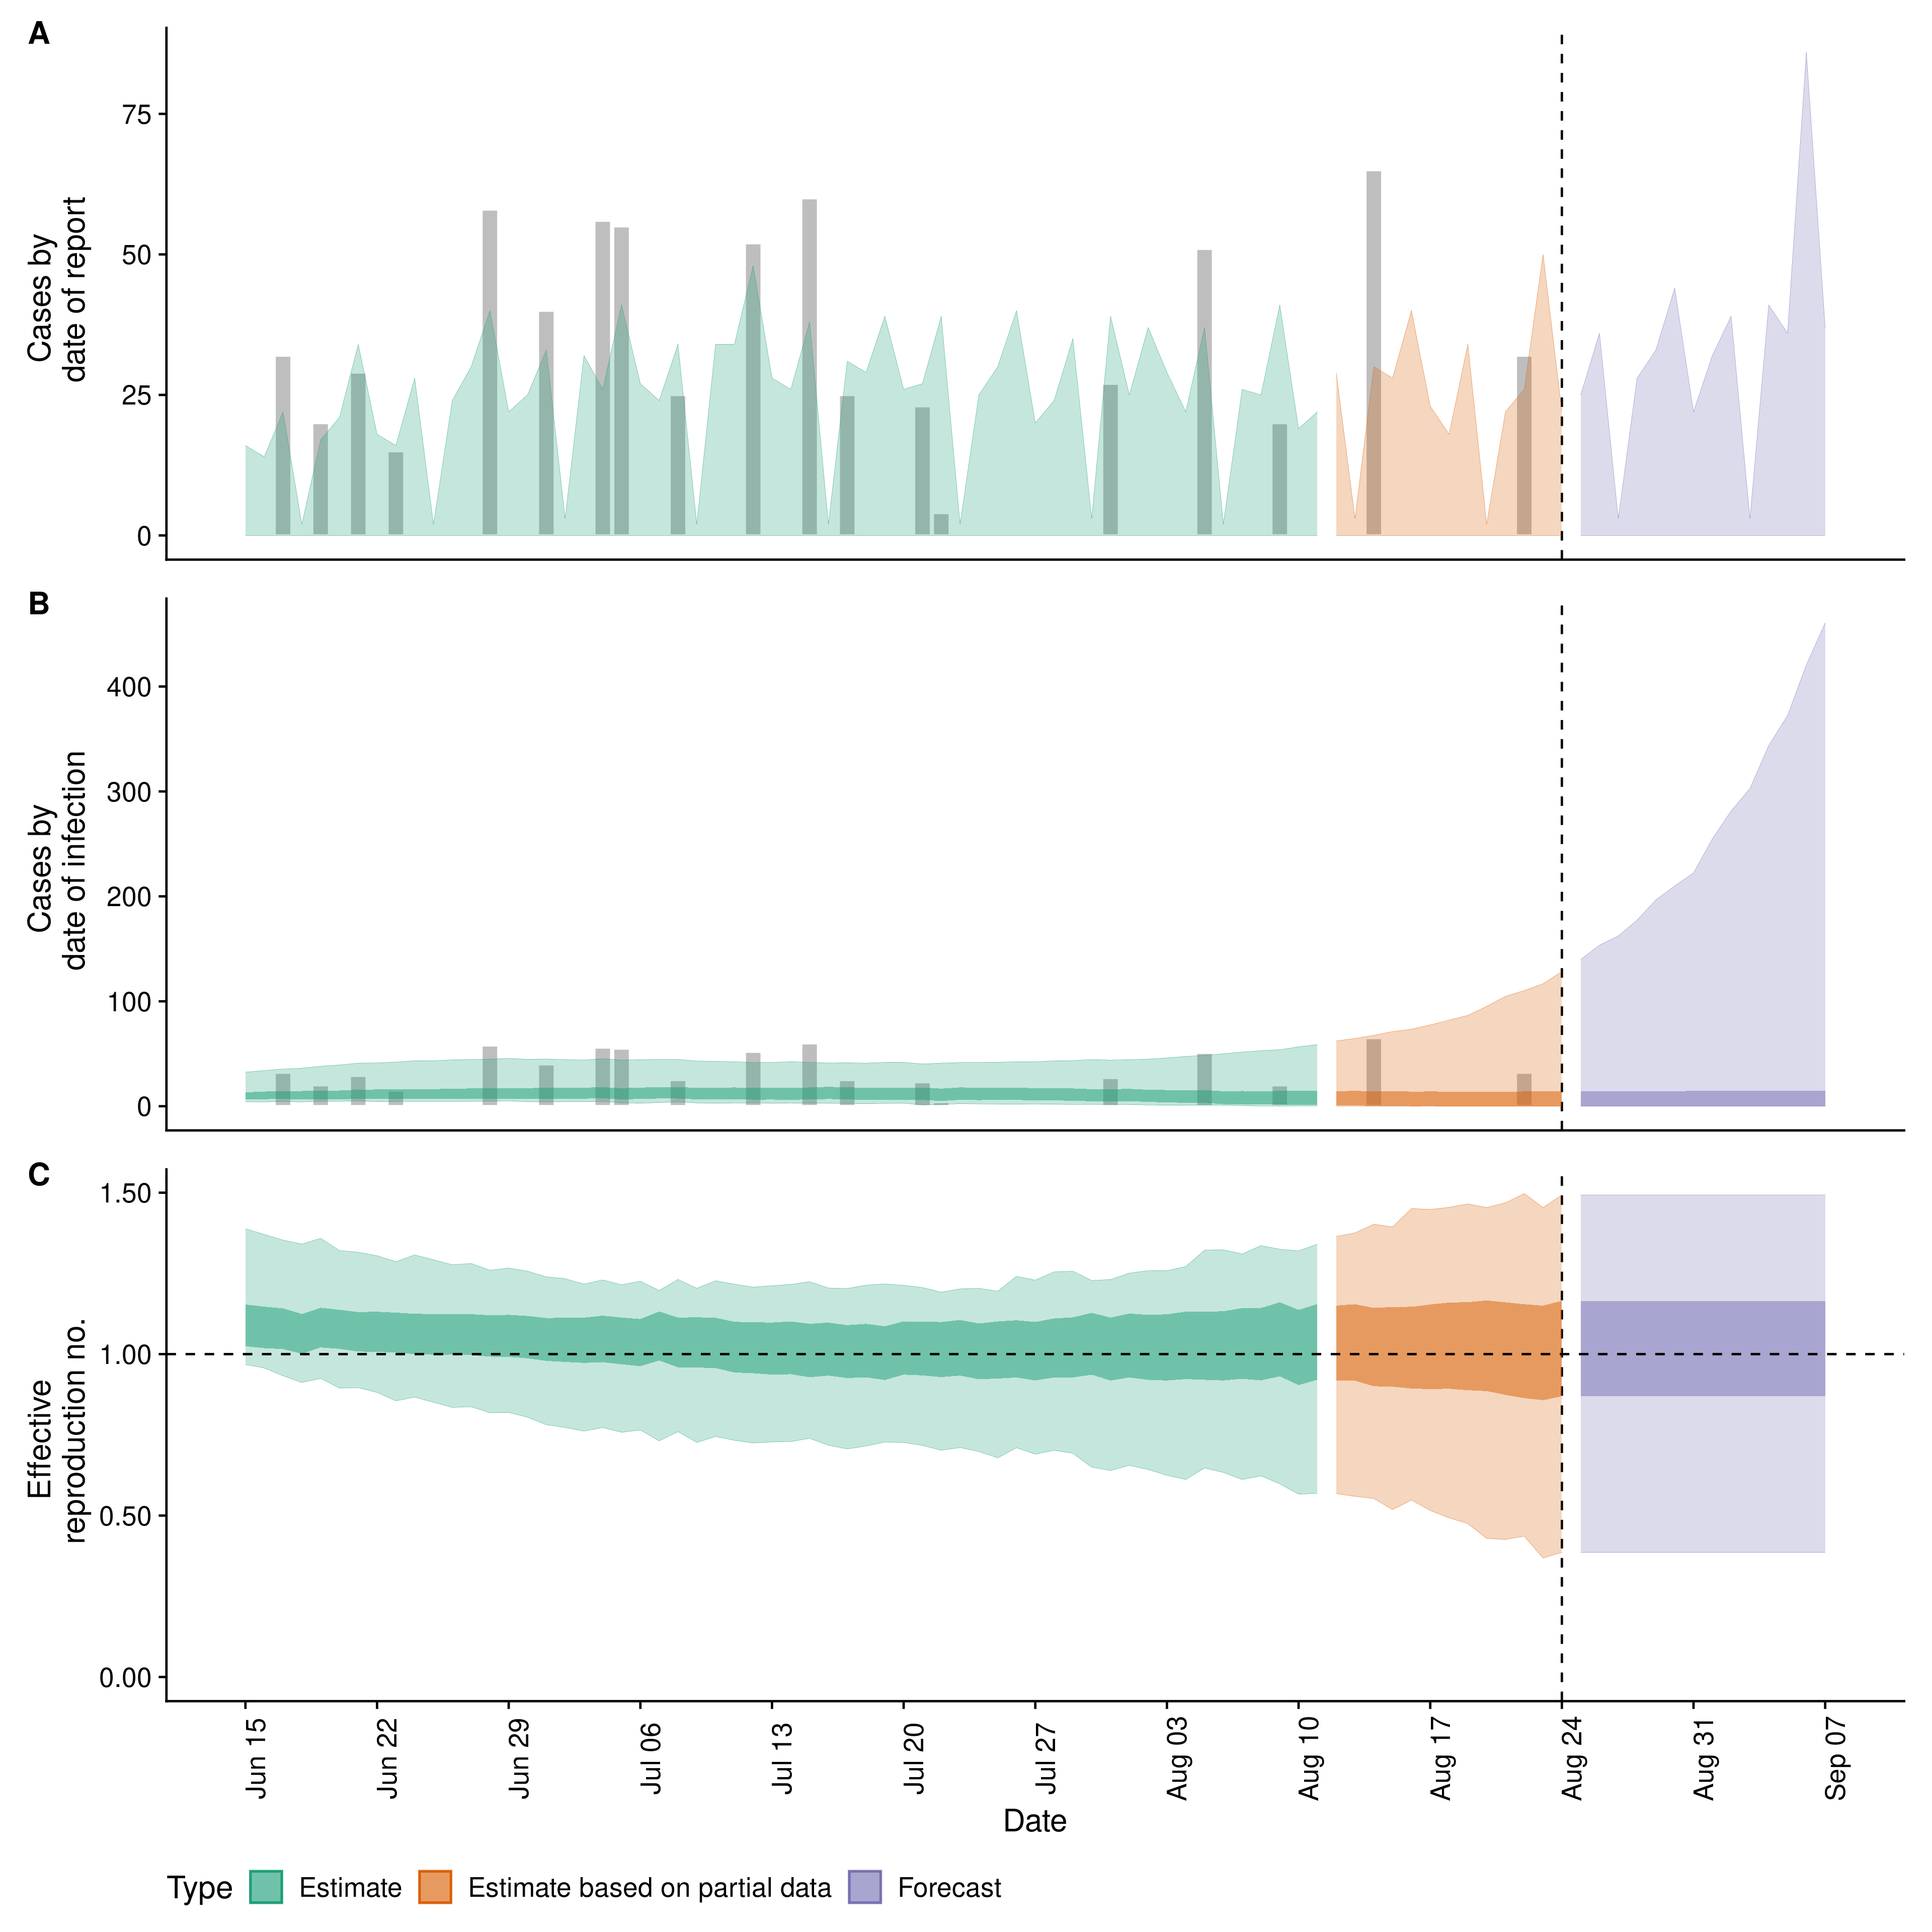 A
Cases by
date of report
75
50
25
0
B
Cases by
date of infection
400
300
200
100
0
C
Effective
reproduction no.
1.50
1.00
0.50
0.00
Jun 15
Jun 22
Jun 29
Jul 06
Jul 13
Jul 20
Jul 27
Aug 03
Aug 10
Aug 17
Aug 24
Aug 31
Sep 07
Date
Type Estimate Estimate based on partial data Forecast